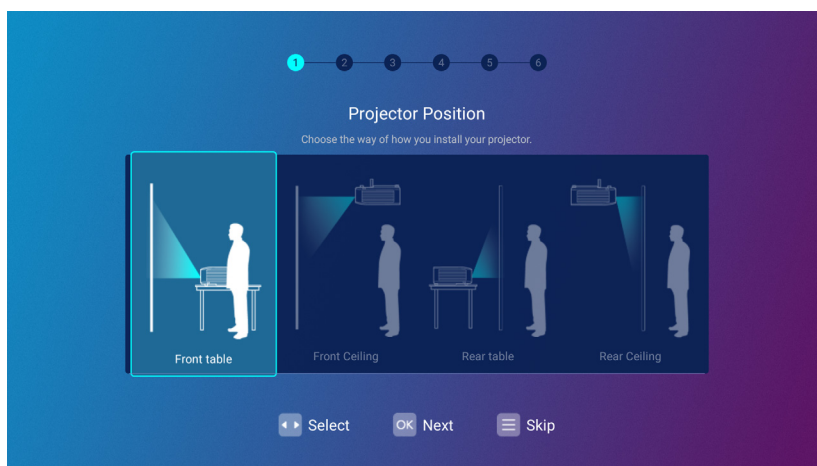 1 2 3 4 5 6
Projector Position
Choose the way of how you install your projector.
Front table Front Ceiling Rear table Rear Ceiling
Select OK Next Skip